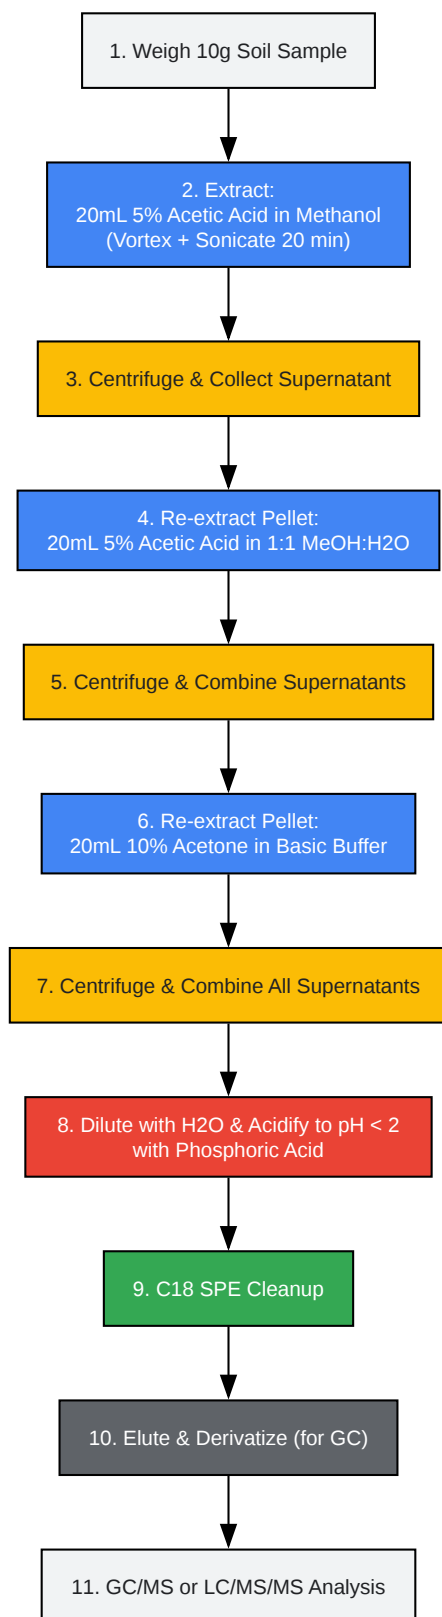 1. Weigh 10g Soil Sample
2. Extract:
20mL 5% Acetic Acid in Methanol
(Vortex + Sonicate 20 min)
3. Centrifuge & Collect Supernatant
4. Re-extract Pellet:
20mL 5% Acetic Acid in 1:1 MeOH:H2O
5. Centrifuge & Combine Supernatants
6. Re-extract Pellet:
20mL 10% Acetone in Basic Buffer
7. Centrifuge & Combine All Supernatants
8. Dilute with H2O & Acidify to pH < 2
with Phosphoric Acid
9. C18 SPE Cleanup
10. Elute & Derivatize (for GC)
11. GC/MS or LC/MS/MS Analysis